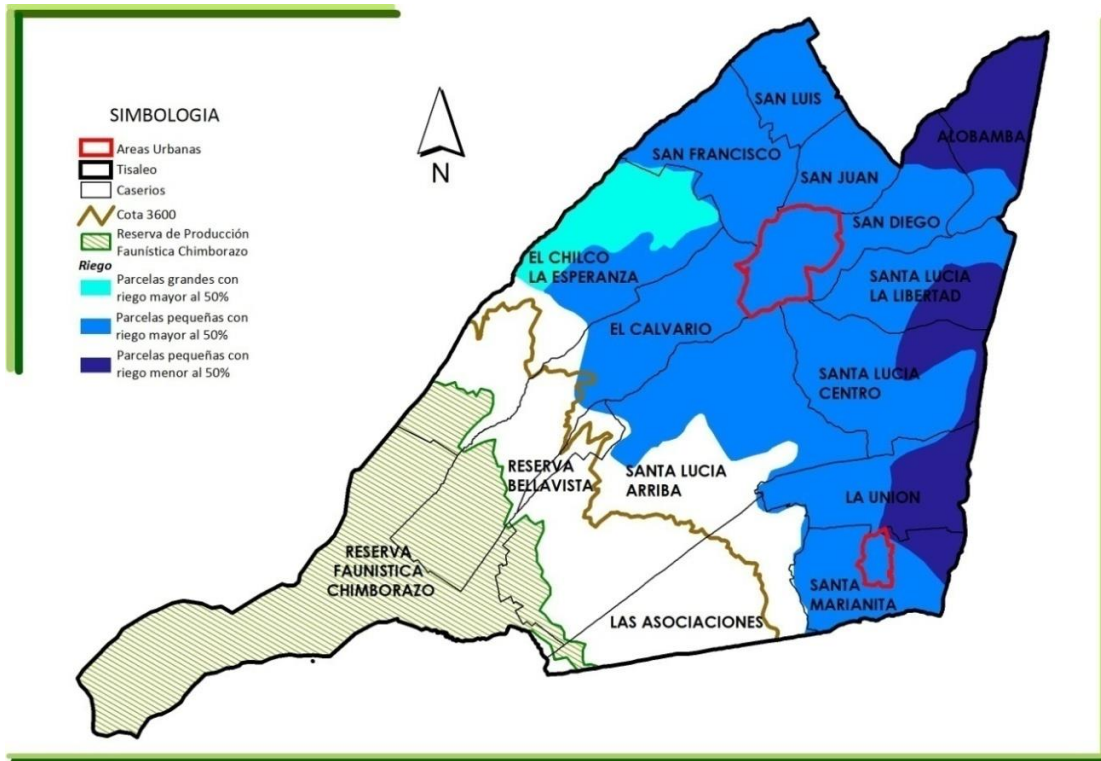 SIMBOLOGIA
Areas Urbanas
Tisaleo
Caserios
Cota 3600
Reserva de Producción
Faunística Chimborazo
Riego
Parcelas grandes con
riego mayor al 50%
Parcelas pequeñas con
riego mayor al 50%
Parcelas pequeñas con
riego menor al 50%
N
SAN LUIS
ALOBAMBA
SAN FRANCISCO
SAN JUAN
SAN DIEGO
EL CHILCO
LA ESPERANZA
SANTA LUCIA
LA LIBERTAD
EL CALVARIO
SANTA LUCIA
CENTRO
RESERVA
BELLAVISTA
SANTA LUCIA
ARRIBA
LA UNION
RESERVA
FAUNISTICA
CHIMBORAZO
SANTA
MARIANITA
LAS ASOCIACIONES